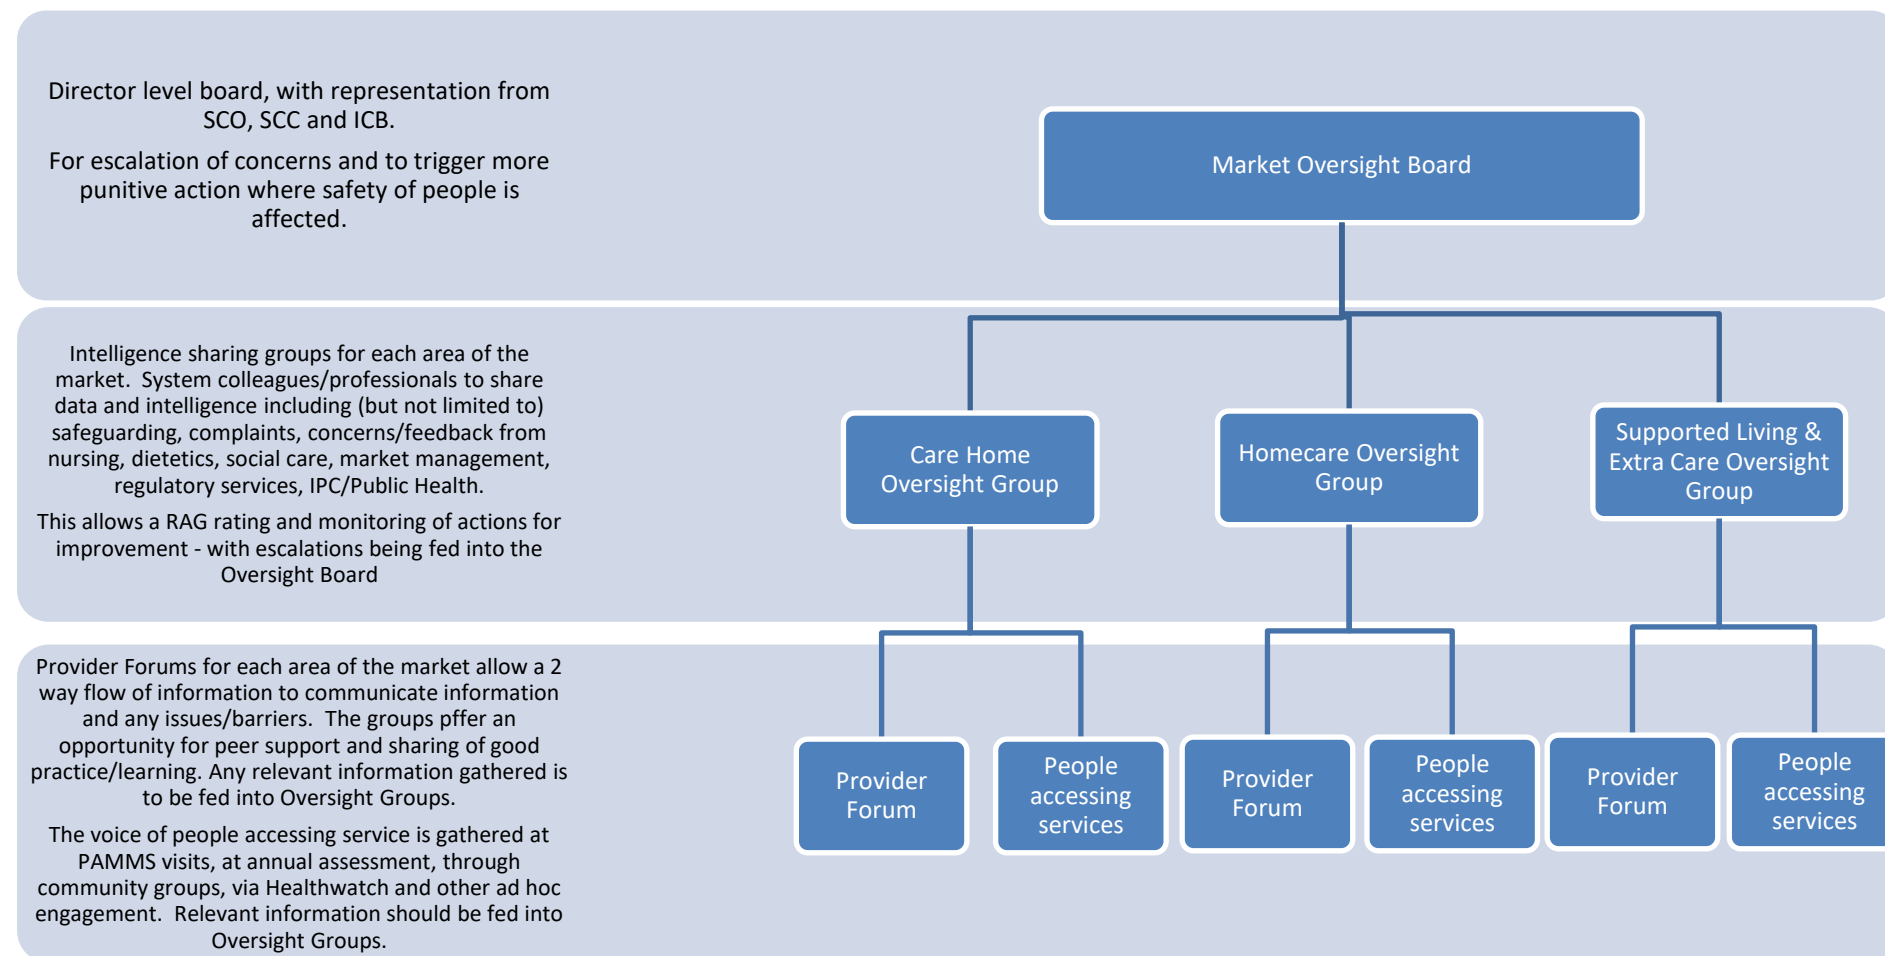 Director level board, with representation from
SCO, SCC and ICB.
For escalation of concerns and to trigger more
punitive action where safety of people is
affected.
Market Oversight Board
Intelligence sharing groups for each area of the
market.  System colleagues/professionals to share
data and intelligence including (but not limited to)
safeguarding, complaints, concerns/feedback from
nursing, dietetics, social care, market management,
regulatory services, IPC/Public Health.
This allows a RAG rating and monitoring of actions for
improvement - with escalations being fed into the
Oversight Board
Care Home
Oversight Group
Homecare Oversight
Group
Supported Living &
Extra Care Oversight
Group
Provider Forums for each area of the market allow a 2
way flow of information to communicate information
and any issues/barriers.  The groups pffer an
opportunity for peer support and sharing of good
practice/learning. Any relevant information gathered is
to be fed into Oversight Groups.
The voice of people accessing service is gathered at
PAMMS visits, at annual assessment, through
community groups, via Healthwatch and other ad hoc
engagement.  Relevant information should be fed into
Oversight Groups.
Provider
Forum
People
accessing
services
Provider
Forum
People
accessing
services
Provider
Forum
People
accessing
services